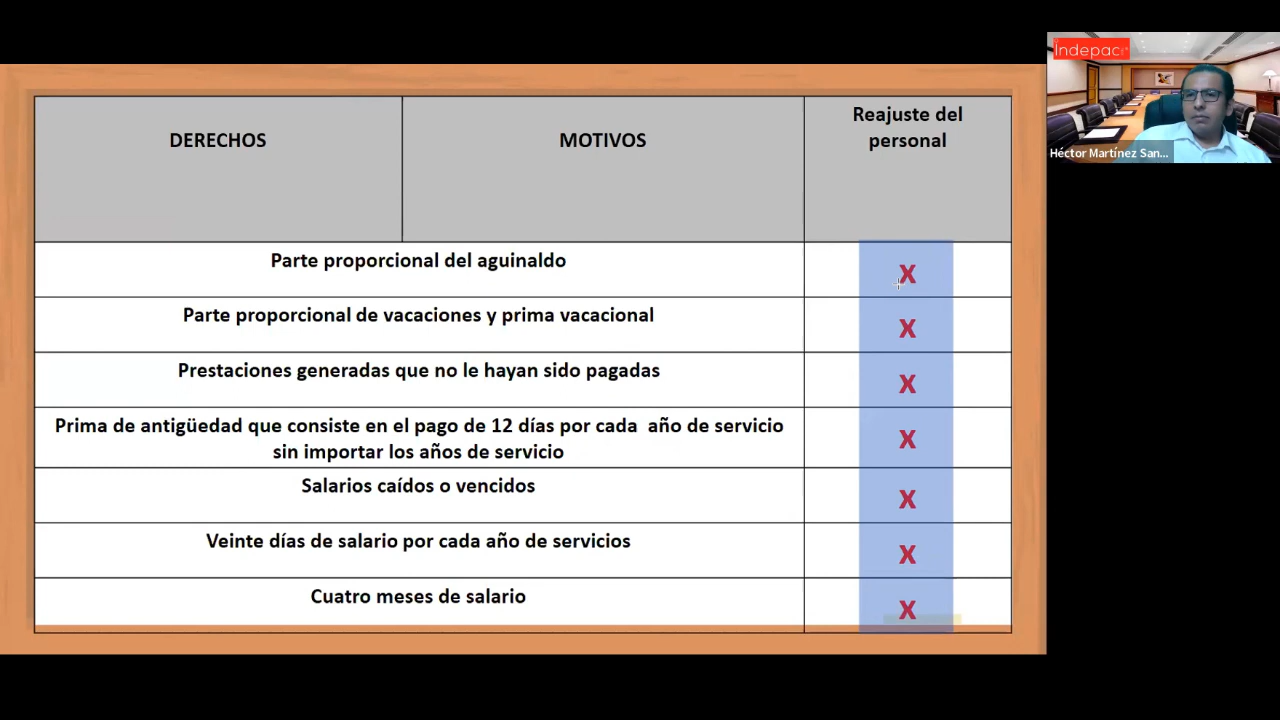 DERECHOS
MOTIVOS
Reajuste del
personal
Parte proporcional del aguinaldo
X
Parte proporcional de vacaciones y prima vacacional
X
Prestaciones generadas que no le hayan sido pagadas
X
Prima de antigüedad que consiste en el pago de 12 días por cada año de servicio
sin importar los años de servicio
X
Salarios caídos o vencidos
X
Veinte días de salario por cada año de servicios
X
Cuatro meses de salario
X
Indepac
Héctor Martínez San...